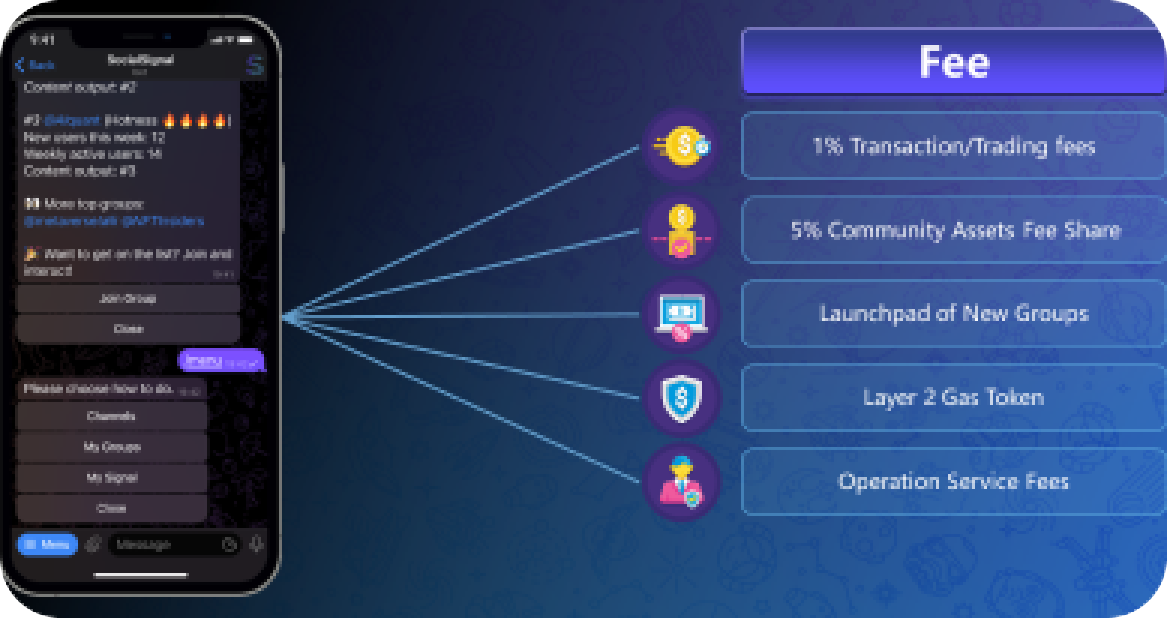 9:41
Back
SocialSignal
Content output: #2
#2 @AIquant (Hotness 🔥🔥🔥🔥)
New users this week: 12
Weekly active users: 14
Content output: #3
More top groups:
@metaversetalk @APTInsiders
🎉 Want to get on the list? Join and
interact!
Join Group
Close
/menu
Please choose how to do.
Channels
My Groups
My Signal
Close
Menu
Message
Fee
1% Transaction/Trading fees
5% Community Assets Fee Share
Launchpad of New Groups
Layer 2 Gas Token
Operation Service Fees